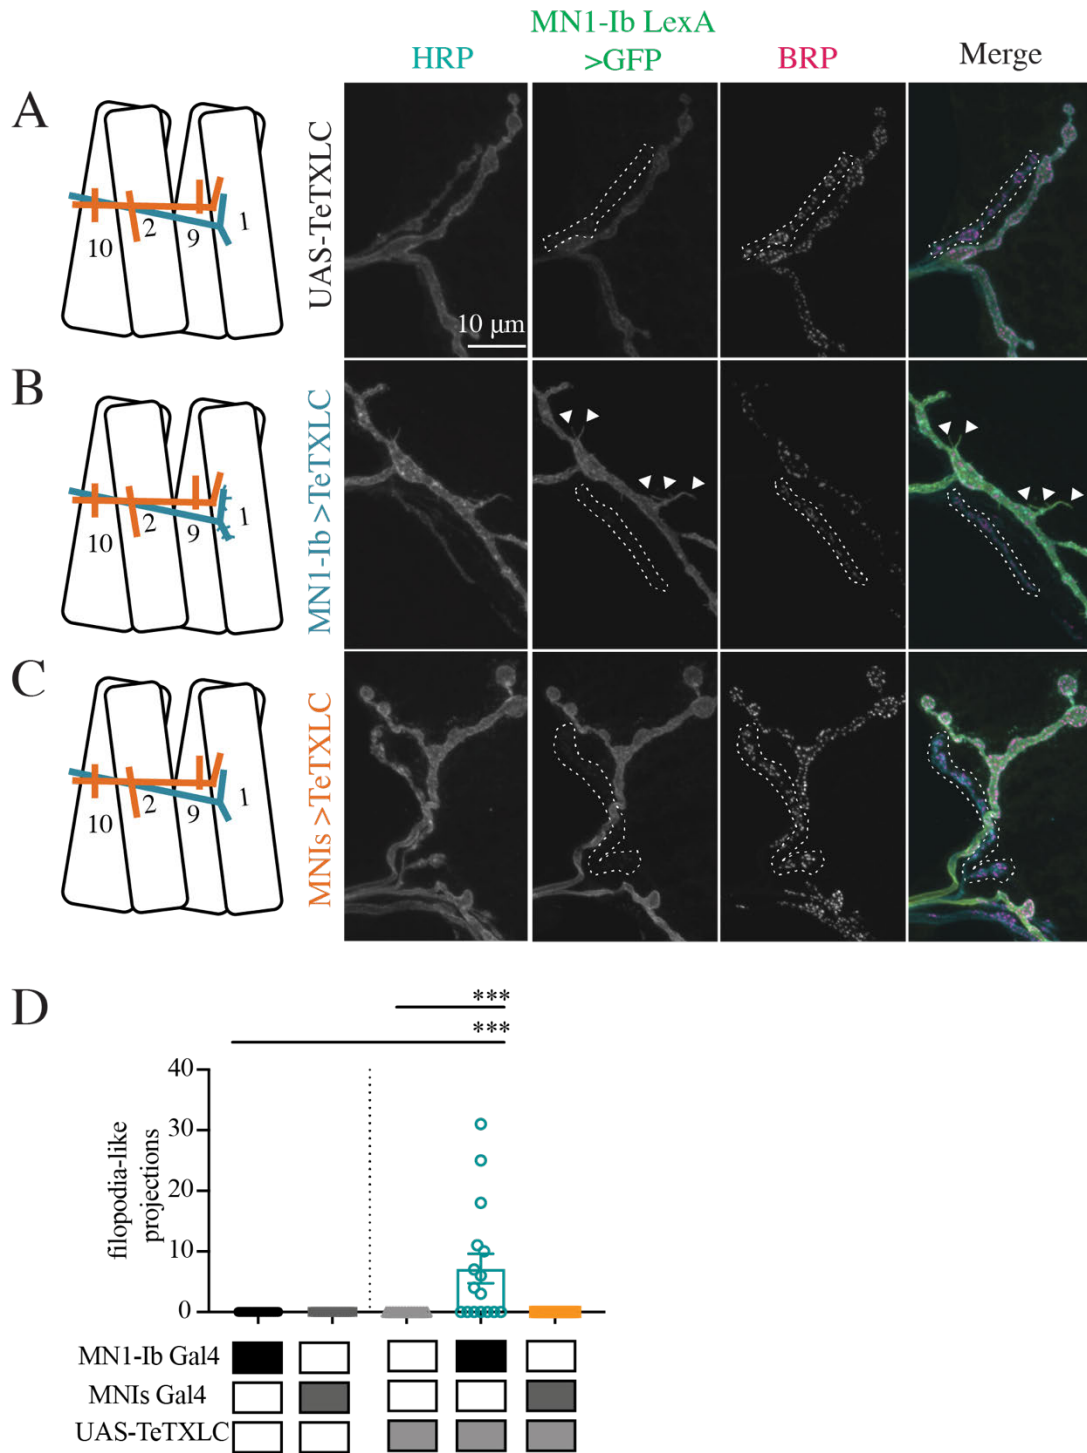 MN1-Ib LexA
HRP >GFP BRP Merge
A
UAS-TeTXLC
10 2 9 1
10 µm
B
MN1-Ib >TeTXLC
10 2 9 1
C
MNIs >TeTXLC
10 2 9 1
D
***
***
40
30
20
10
0
filopodia-like
projections
MN1-Ib Gal4
MNIs Gal4
UAS-TeTXLC